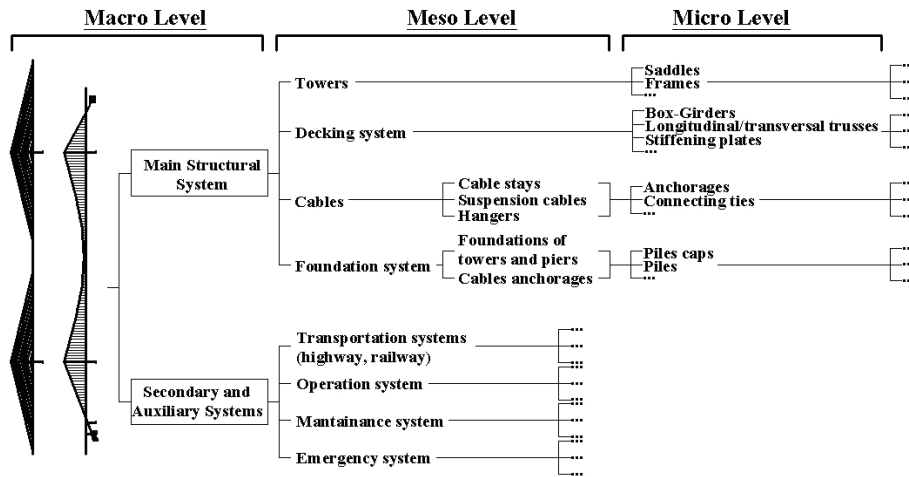 Macro Level
Meso Level
Micro Level
Main Structural
System
Towers
Saddles
Frames
...
...
...
...
Decking system
Box-Girders
Longitudinal/transversal trusses
Stiffening plates
...
...
...
...
Cables
Cable stays
Suspension cables
Hangers
Anchorages
Connecting ties
...
...
...
...
Foundation system
Foundations of
towers and piers
Cables anchorages
Piles caps
Piles
...
...
...
...
Secondary and
Auxiliary Systems
Transportation systems
(highway, railway)
...
...
...
Operation system
...
...
...
Mantainance system
...
...
...
Emergency system
...
...
...